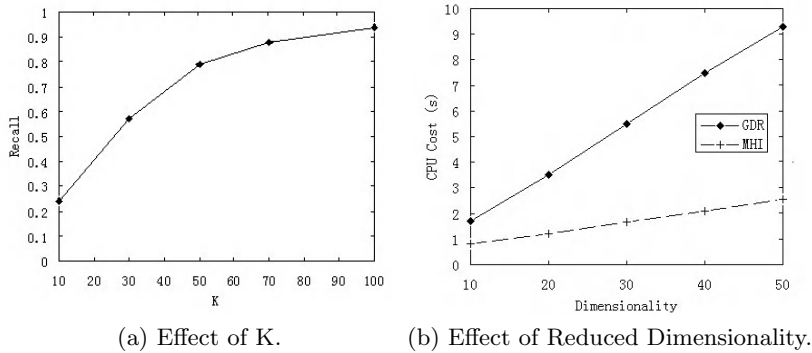 1
0.9
0.8
0.7
0.6
0.5
0.4
0.3
0.2
0.1
0
Recall
10 20 30 40 50 60 70 80 90 100
K
(a) Effect of K.
10
9
8
7
6
5
4
3
2
1
0
CPU Cost (s)
GDR
MHI
10 20 30 40 50
Dimensionality
(b) Effect of Reduced Dimensionality.